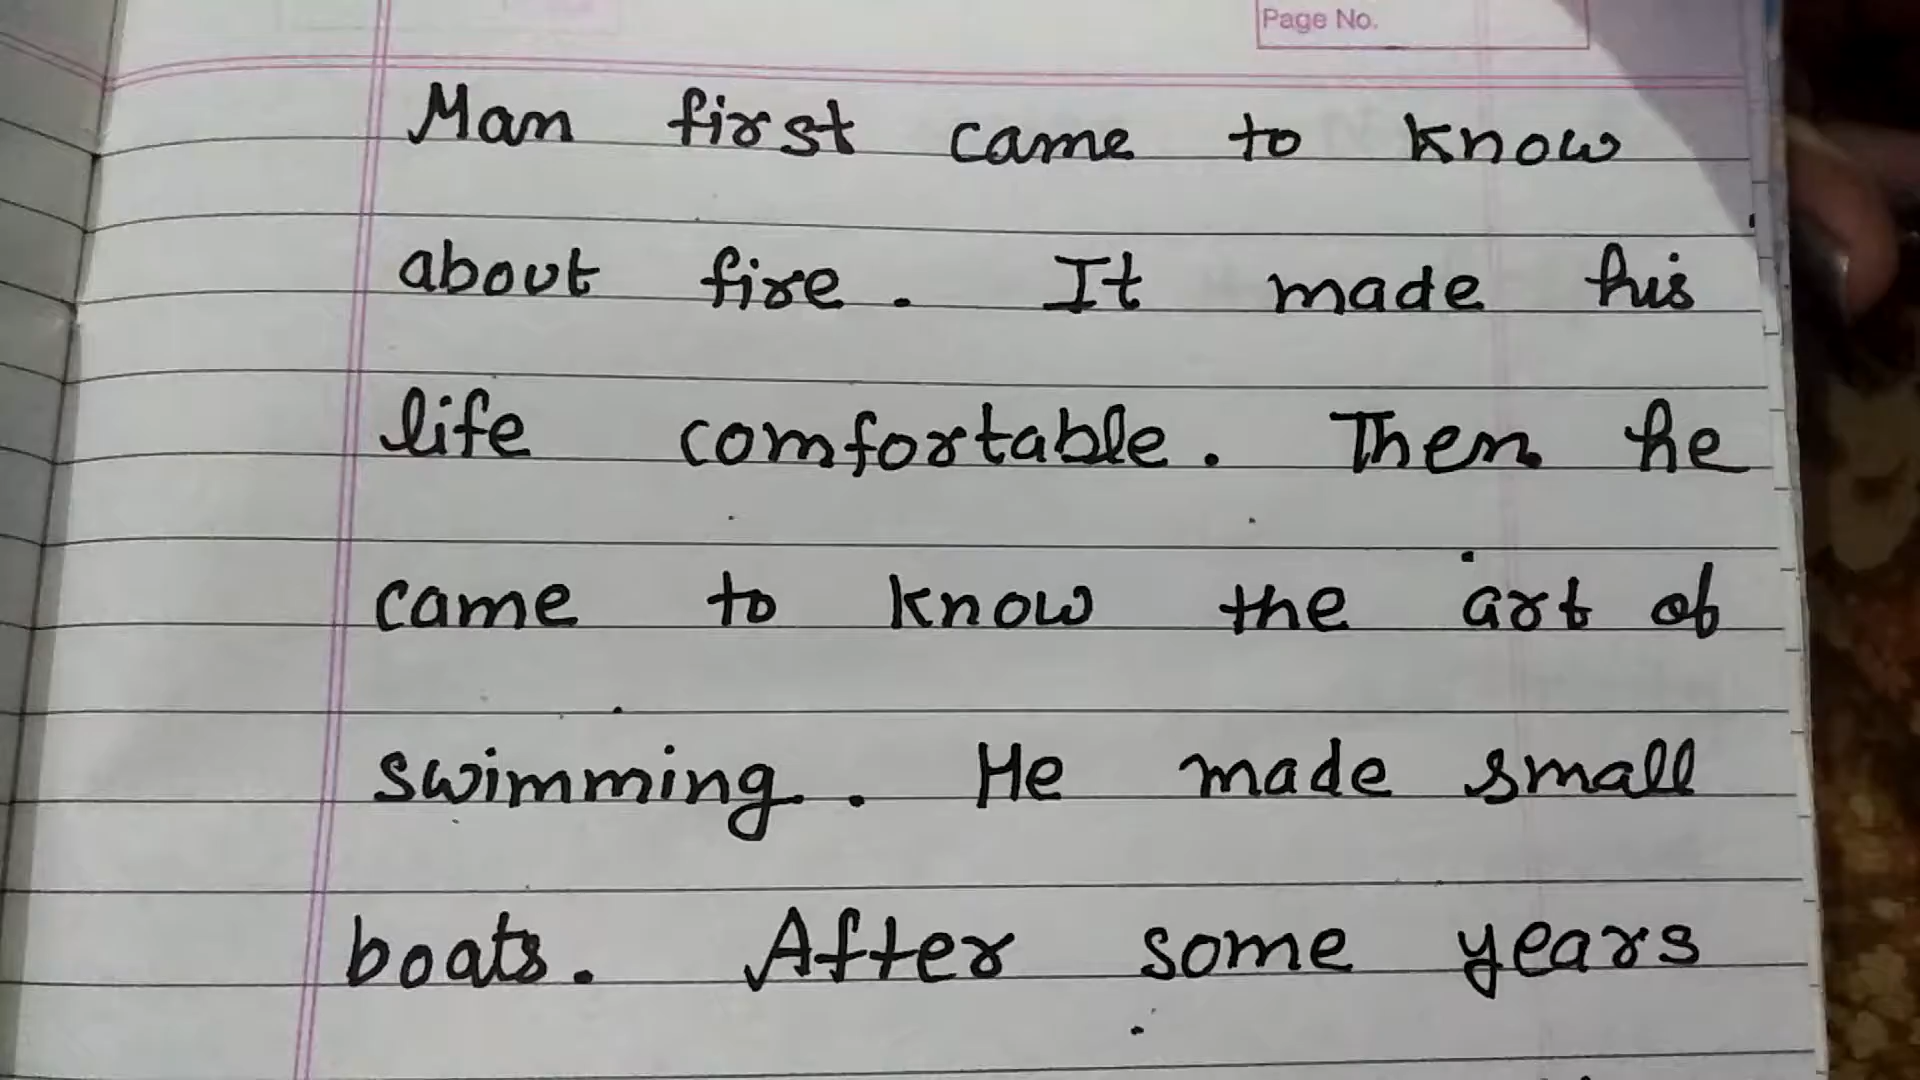 Page No.
Man first came to know
about fire. It made his
life comfortable. Then he
came to know the art of
swimming. He made small
boats. After some years